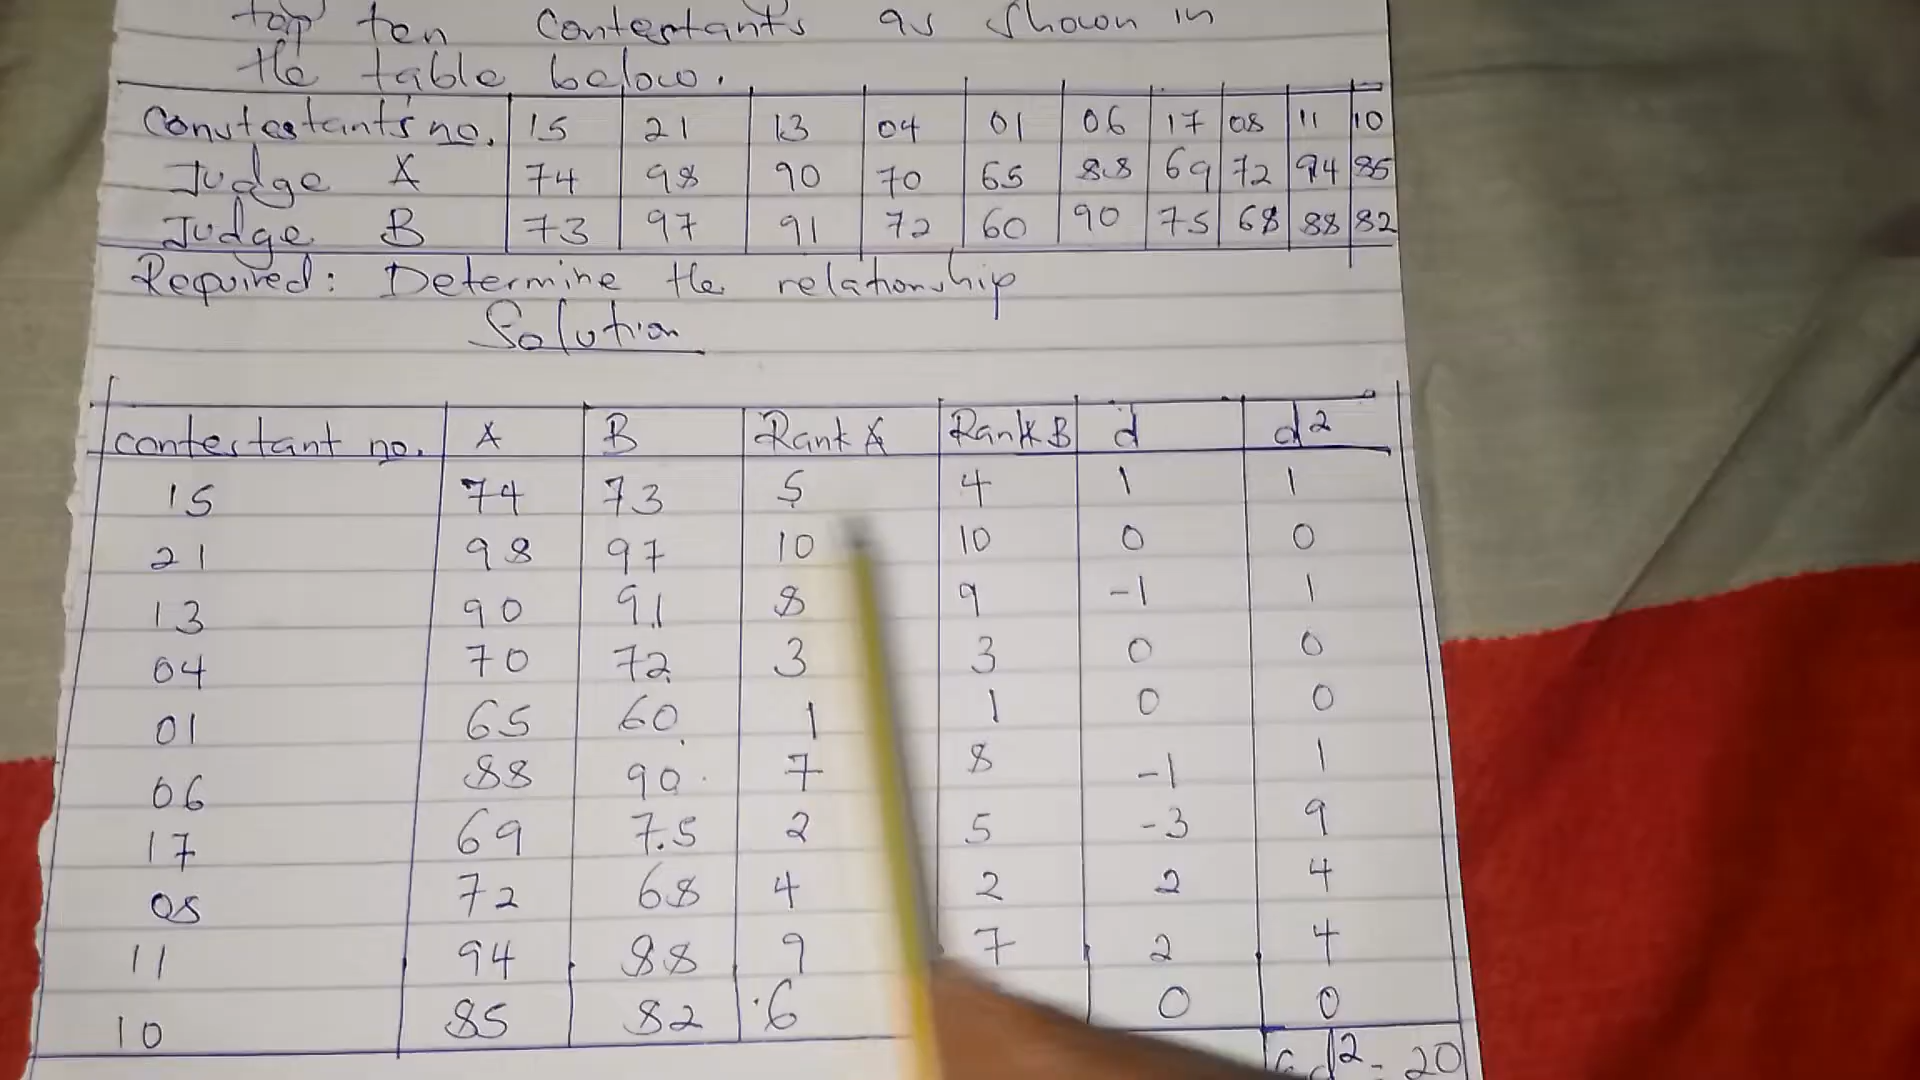 top ten contestants as shown in
the table below.
Conutestant's no. 15 21 13 04 01 06 17 08 11 10
Judge A 74 98 90 70 65 88 69 72 94 85
Judge B 73 97 91 72 60 90 75 68 88 82
Required: Determine the relationship
Solution
contestant no. A B Rank A Rank B d d²
15 74 73 5 4 1 1
21 98 97 10 10 0 0
13 90 91 8 9 -1 1
04 70 72 3 3 0 0
01 65 60 1 1 0 0
06 88 90 7 8 -1 1
17 69 75 2 5 -3 9
08 72 68 4 2 2 4
11 94 88 9 7 2 4
10 85 82 6 0 0
d² = 20